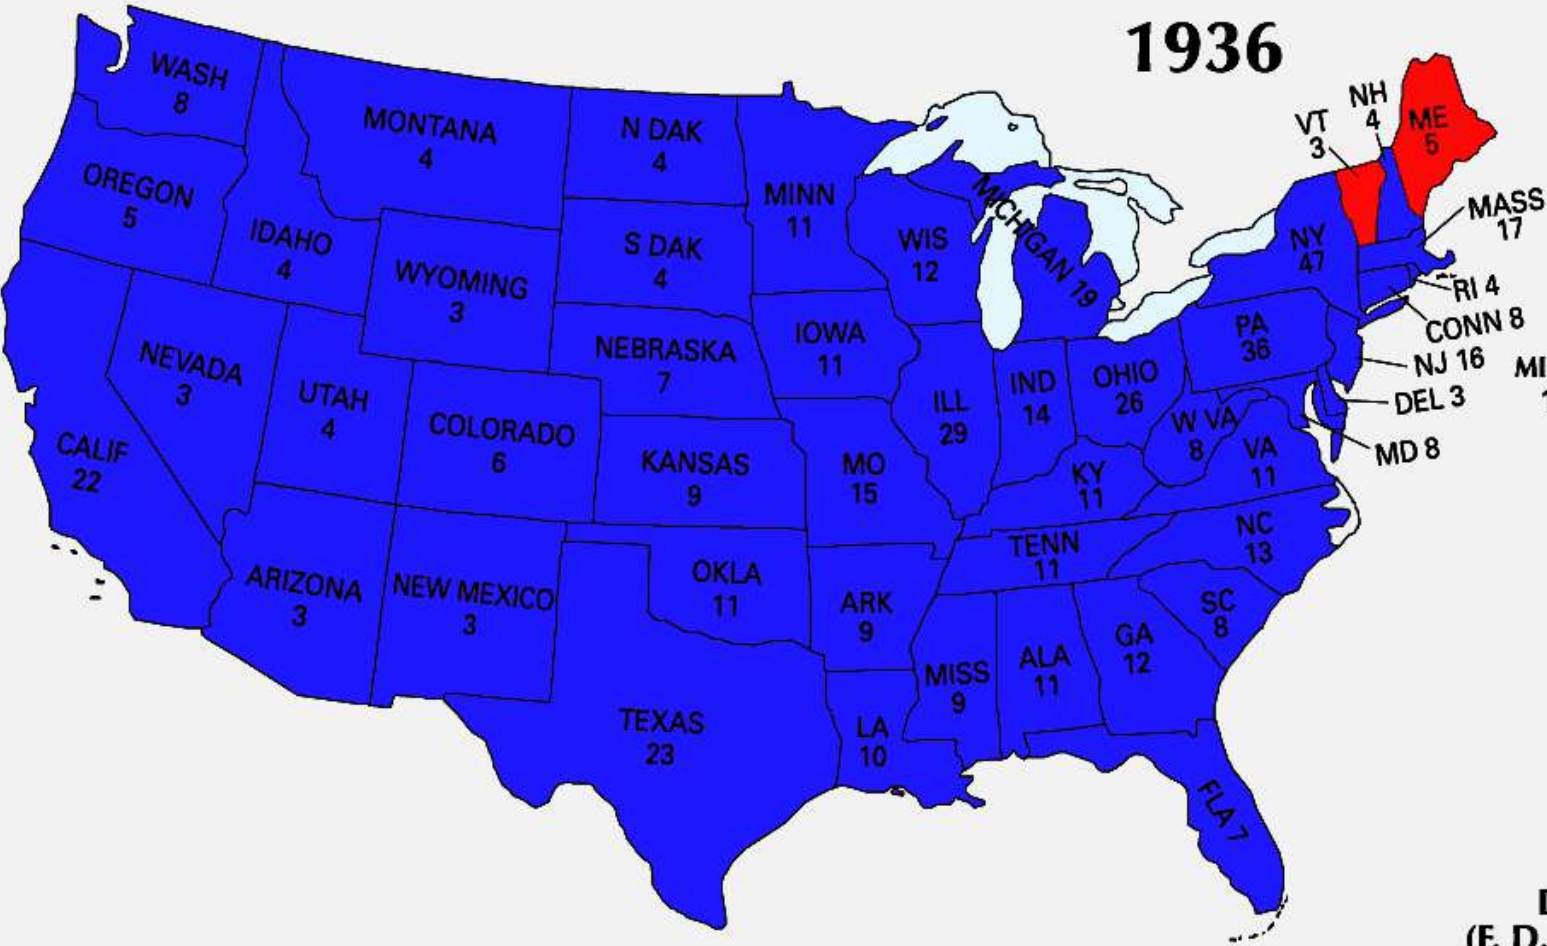 1936
WASH
8
MONTANA
4
N DAK
4
MINN
11
OREGON
5
IDAHO
4
WYOMING
3
S DAK
4
WIS
12
MICHIGAN 19
VT
3
NH
4
ME
5
MASS
17
NY
47
RI 4
CONN 8
NJ 16
MI
1
DEL 3
MD 8
PA
36
NEVADA
3
UTAH
4
COLORADO
6
NEBRASKA
7
IOWA
11
ILL
29
IND
14
OHIO
26
W VA
8
VA
11
CALIF
22
KANSAS
9
MO
15
KY
11
NC
13
TENN
11
ARIZONA
3
NEW MEXICO
3
OKLA
11
ARK
9
SC
8
MISS
9
ALA
11
GA
12
TEXAS
23
LA
10
FLA 7
(F. D.